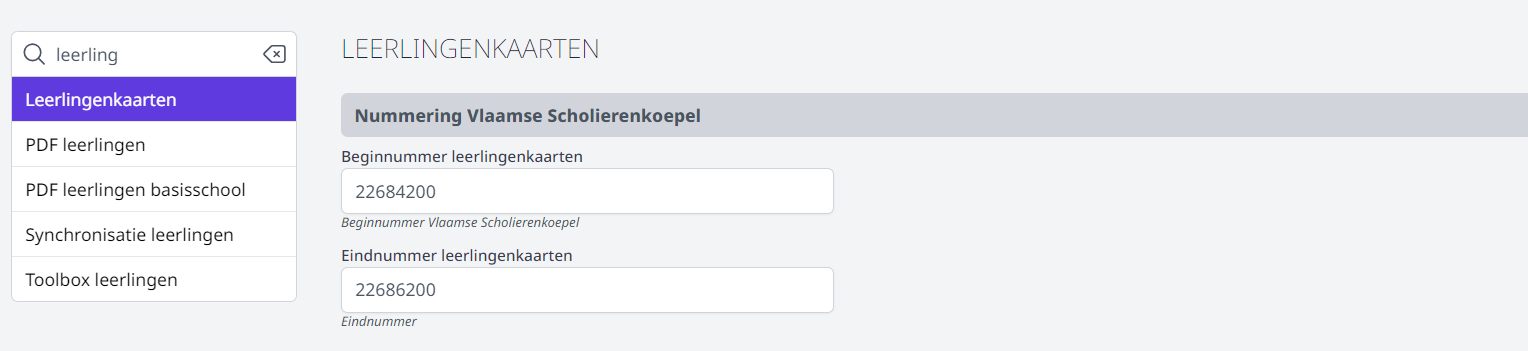 leerling
Leerlingenkaarten
PDF leerlingen
PDF leerlingen basisschool
Synchronisatie leerlingen
Toolbox leerlingen
LEERLINGENKAARTEN
Nummering Vlaamse Scholierenkoepel
Beginnummer leerlingenkaarten
22684200
Beginnummer Vlaamse Scholierenkoepel
Eindnummer leerlingenkaarten
22686200
Eindnummer